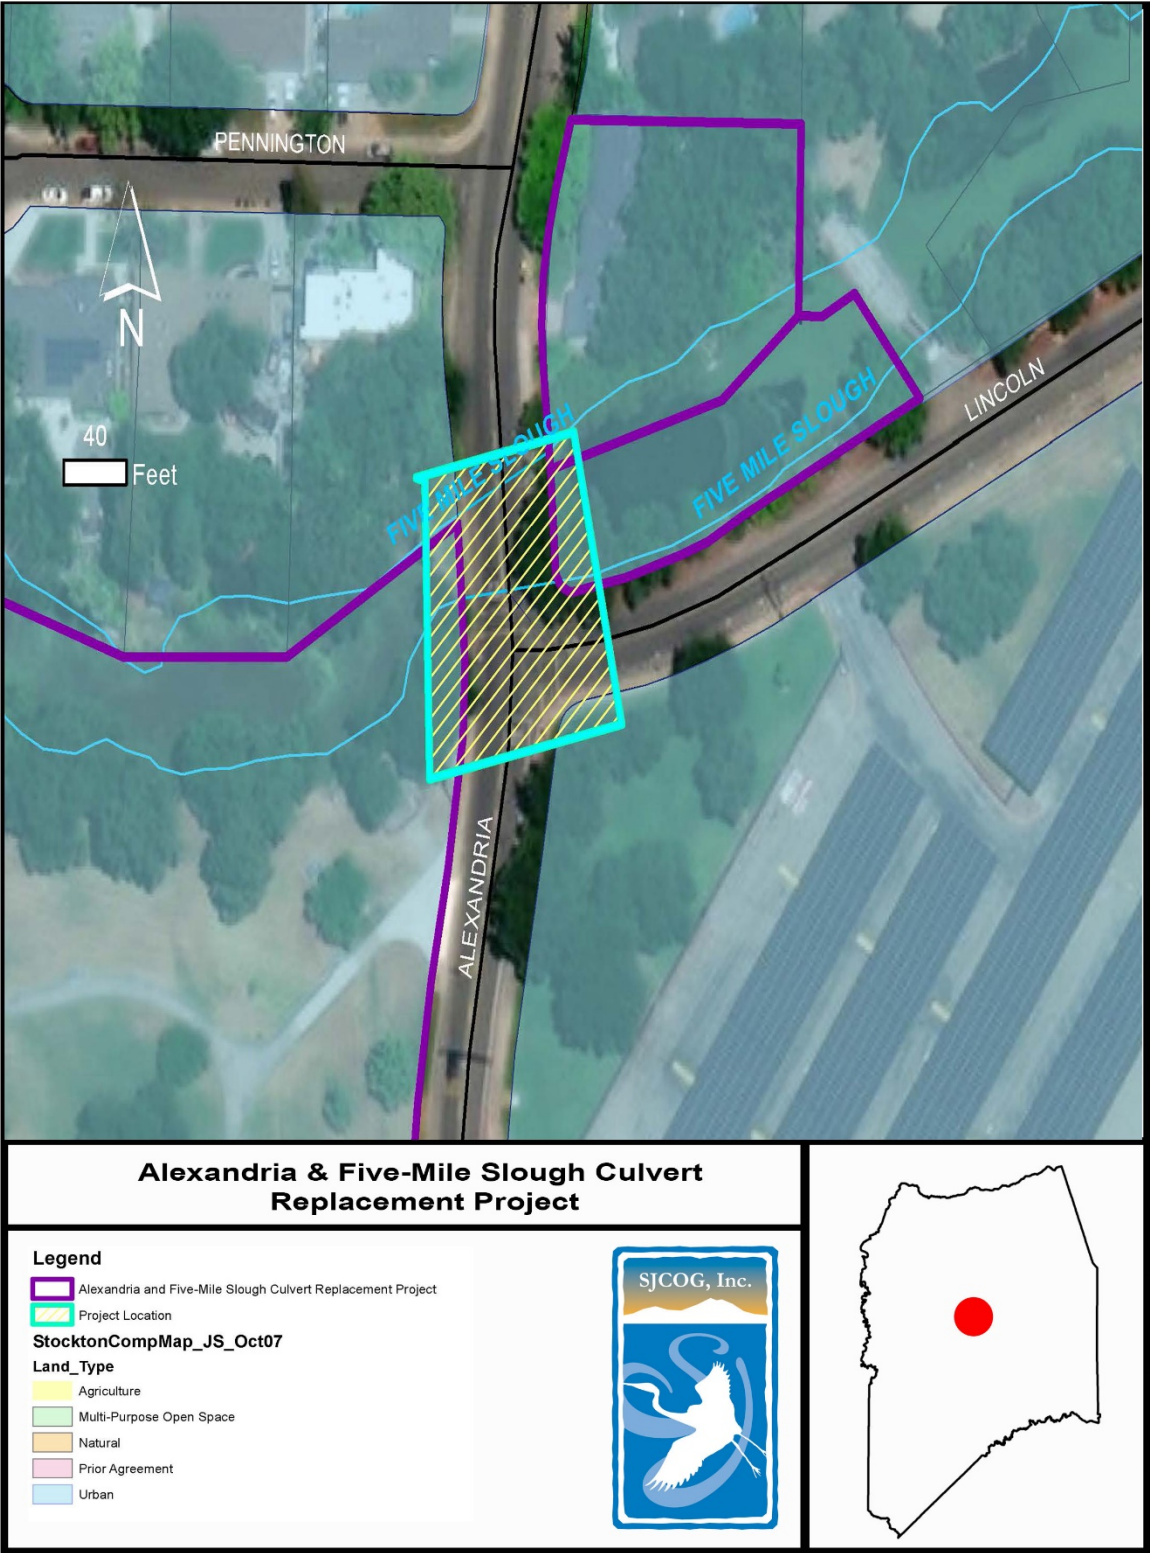 PENNINGTON
N
40
Feet
LINCOLN
FIVE MILE SLOUGH
FIVE MILE SLOUGH
ALEXANDRIA
Alexandria & Five-Mile Slough Culvert
Replacement Project
Legend
Alexandria and Five-Mile Slough Culvert Replacement Project
Project Location
StocktonCompMap_JS_Oct07
Land_Type
Agriculture
Multi-Purpose Open Space
Natural
Prior Agreement
Urban
SJCOG, Inc.